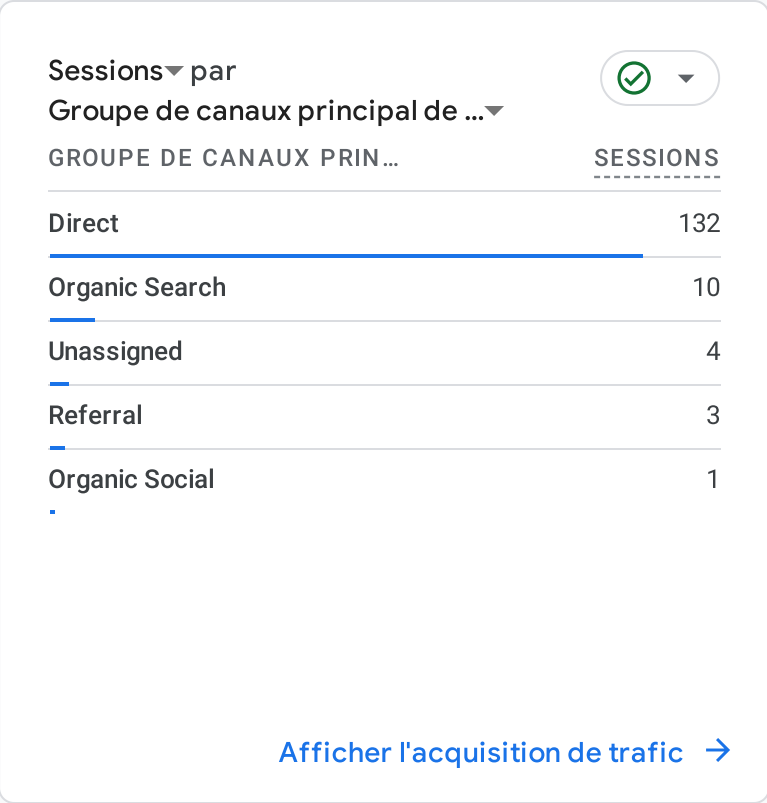 Sessions par
Groupe de canaux principal de ...
GROUPE DE CANAUX PRIN... SESSIONS
Direct 132
Organic Search 10
Unassigned 4
Referral 3
Organic Social 1
Afficher l'acquisition de trafic